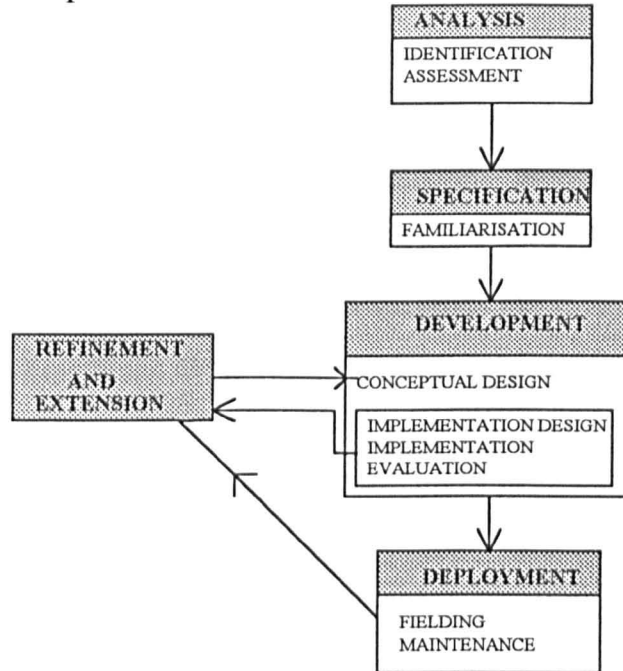 ANALYSIS
IDENTIFICATION
ASSESSMENT
SPECIFICATION
FAMILIARISATION
DEVELOPMENT
CONCEPTUAL DESIGN
IMPLEMENTATION DESIGN
IMPLEMENTATION
EVALUATION
REFINEMENT
AND
EXTENSION
DEPLOYMENT
FIELDING
MAINTENANCE